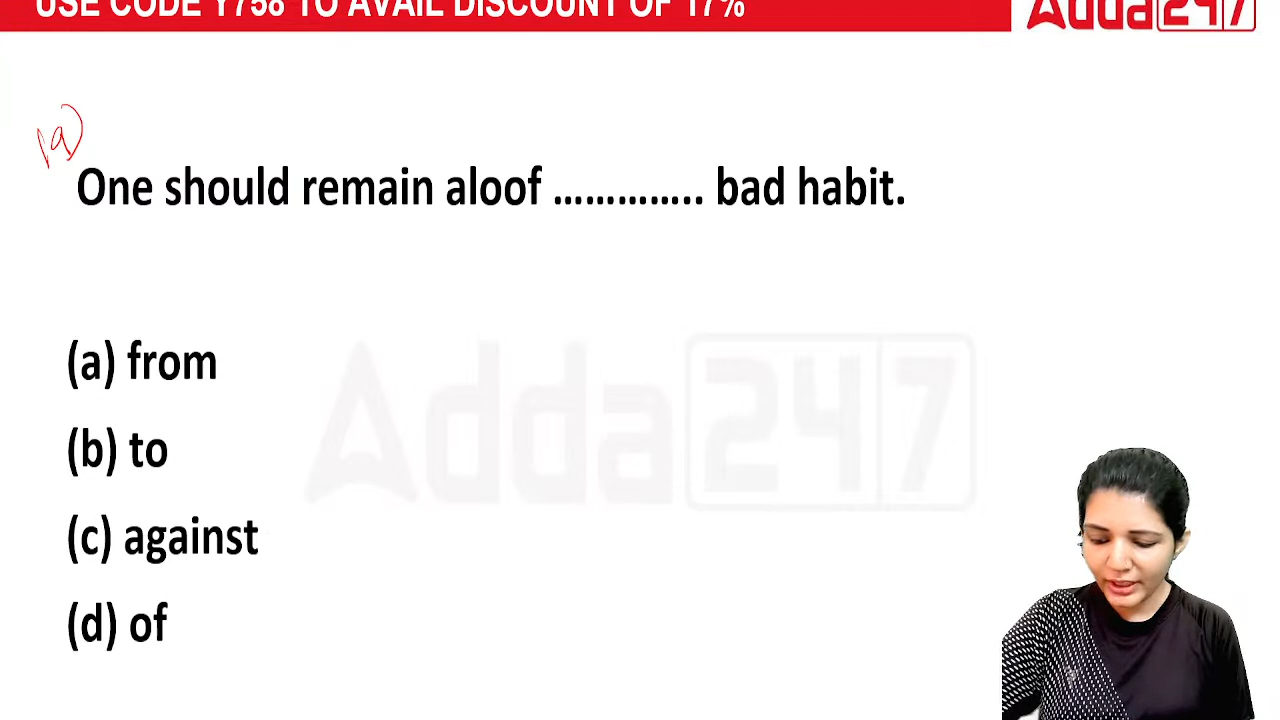 USE CODE Y758 TO AVAIL DISCOUNT OF 17%
Adda247
(a)
One should remain aloof ………….. bad habit.
(a) from
(b) to
(c) against
(d) of
Adda247